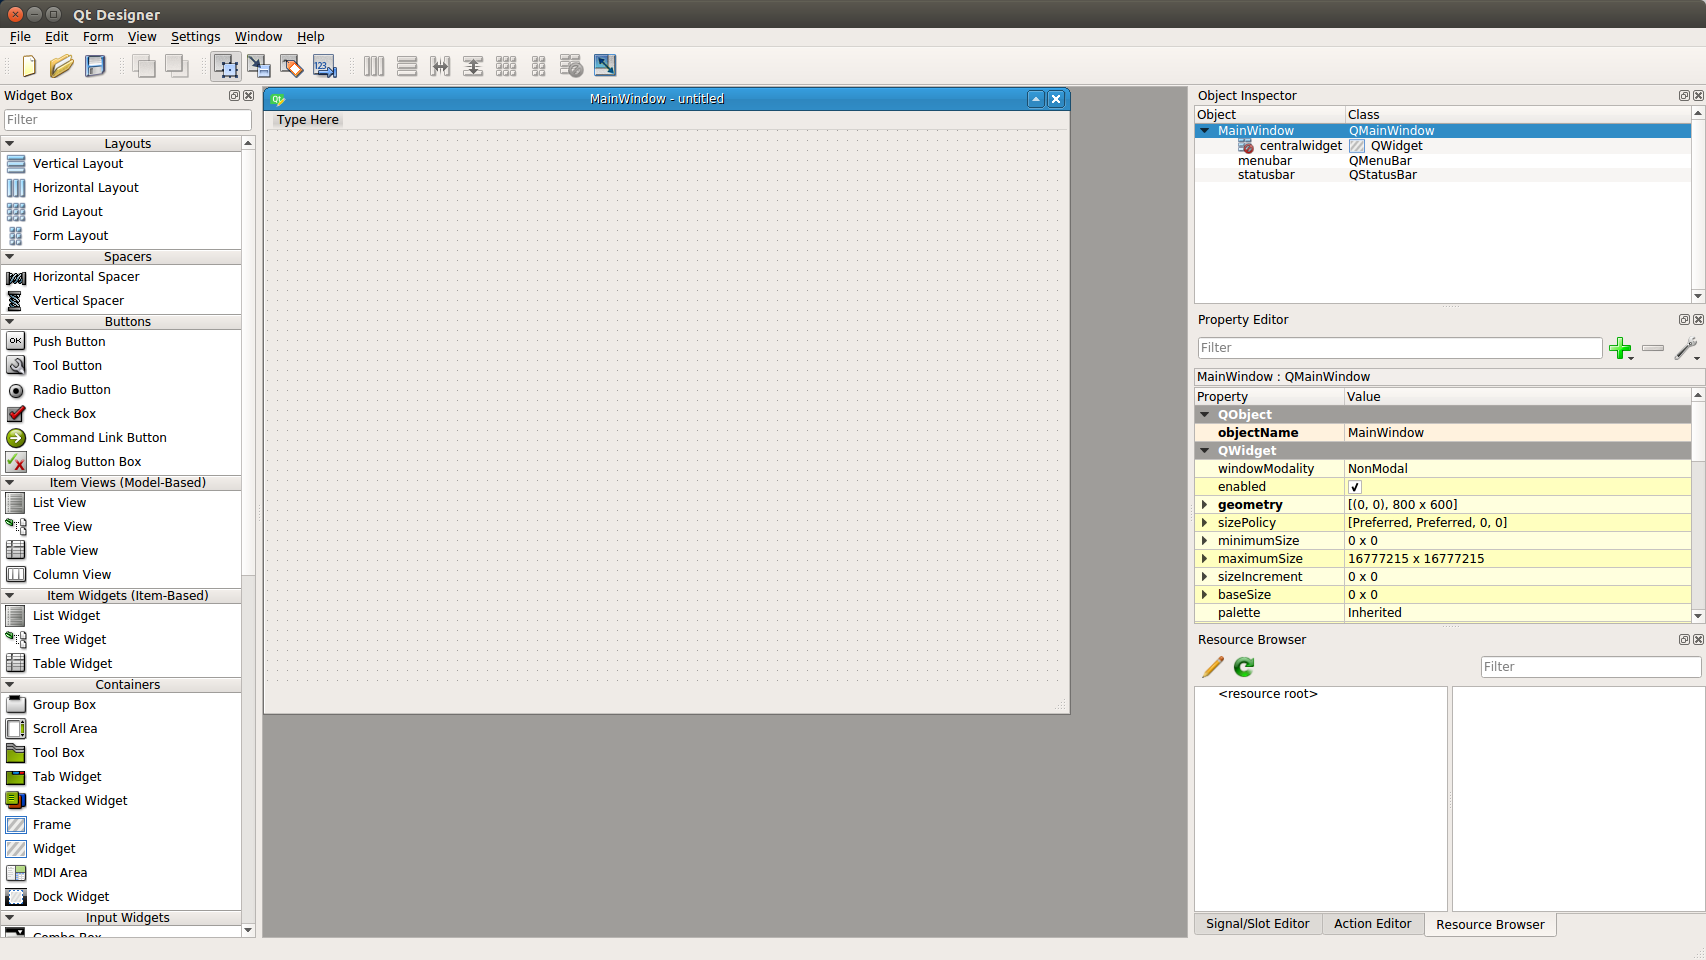 Qt Designer
File Edit Form View Settings Window Help
123
Widget Box
Filter
Layouts
Vertical Layout
Horizontal Layout
Grid Layout
Form Layout
Spacers
Horizontal Spacer
Vertical Spacer
Buttons
OK Push Button
Tool Button
Radio Button
Check Box
Command Link Button
Dialog Button Box
Item Views (Model-Based)
List View
Tree View
Table View
Column View
Item Widgets (Item-Based)
List Widget
Tree Widget
Table Widget
Containers
Group Box
Scroll Area
Tool Box
Tab Widget
Stacked Widget
Frame
Widget
MDI Area
Dock Widget
Input Widgets
Combo Box
Qt MainWindow - untitled
Type Here
Object Inspector
Object Class
MainWindow QMainWindow
centralwidget QWidget
menubar QMenuBar
statusbar QStatusBar
Property Editor
Filter
MainWindow : QMainWindow
Property Value
QObject
objectName MainWindow
QWidget
windowModality NonModal
enabled
geometry [(0, 0), 800 x 600]
sizePolicy [Preferred, Preferred, 0, 0]
minimumSize 0 x 0
maximumSize 16777215 x 16777215
sizeIncrement 0 x 0
baseSize 0 x 0
palette Inherited
Resource Browser
Filter
<resource root>
Signal/Slot Editor Action Editor Resource Browser